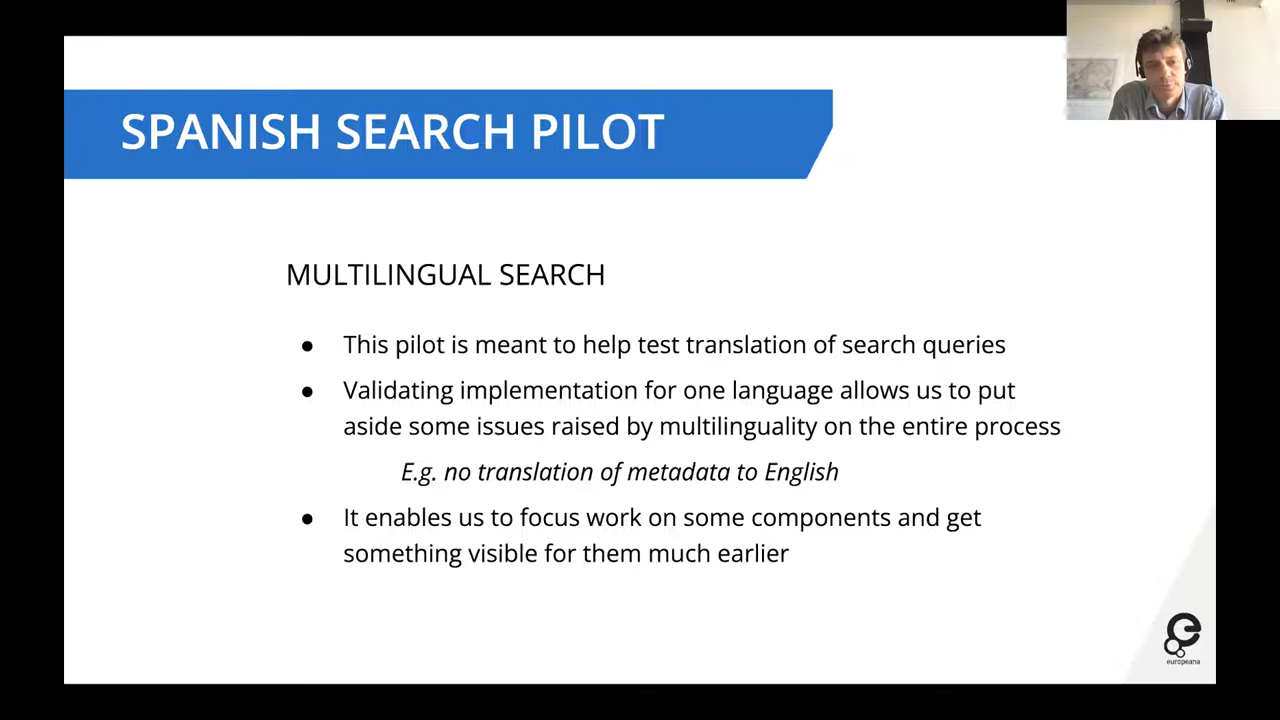 SPANISH SEARCH PILOT
MULTILINGUAL SEARCH
● This pilot is meant to help test translation of search queries
● Validating implementation for one language allows us to put
aside some issues raised by multilinguality on the entire process
E.g. no translation of metadata to English
● It enables us to focus work on some components and get
something visible for them much earlier
europeana